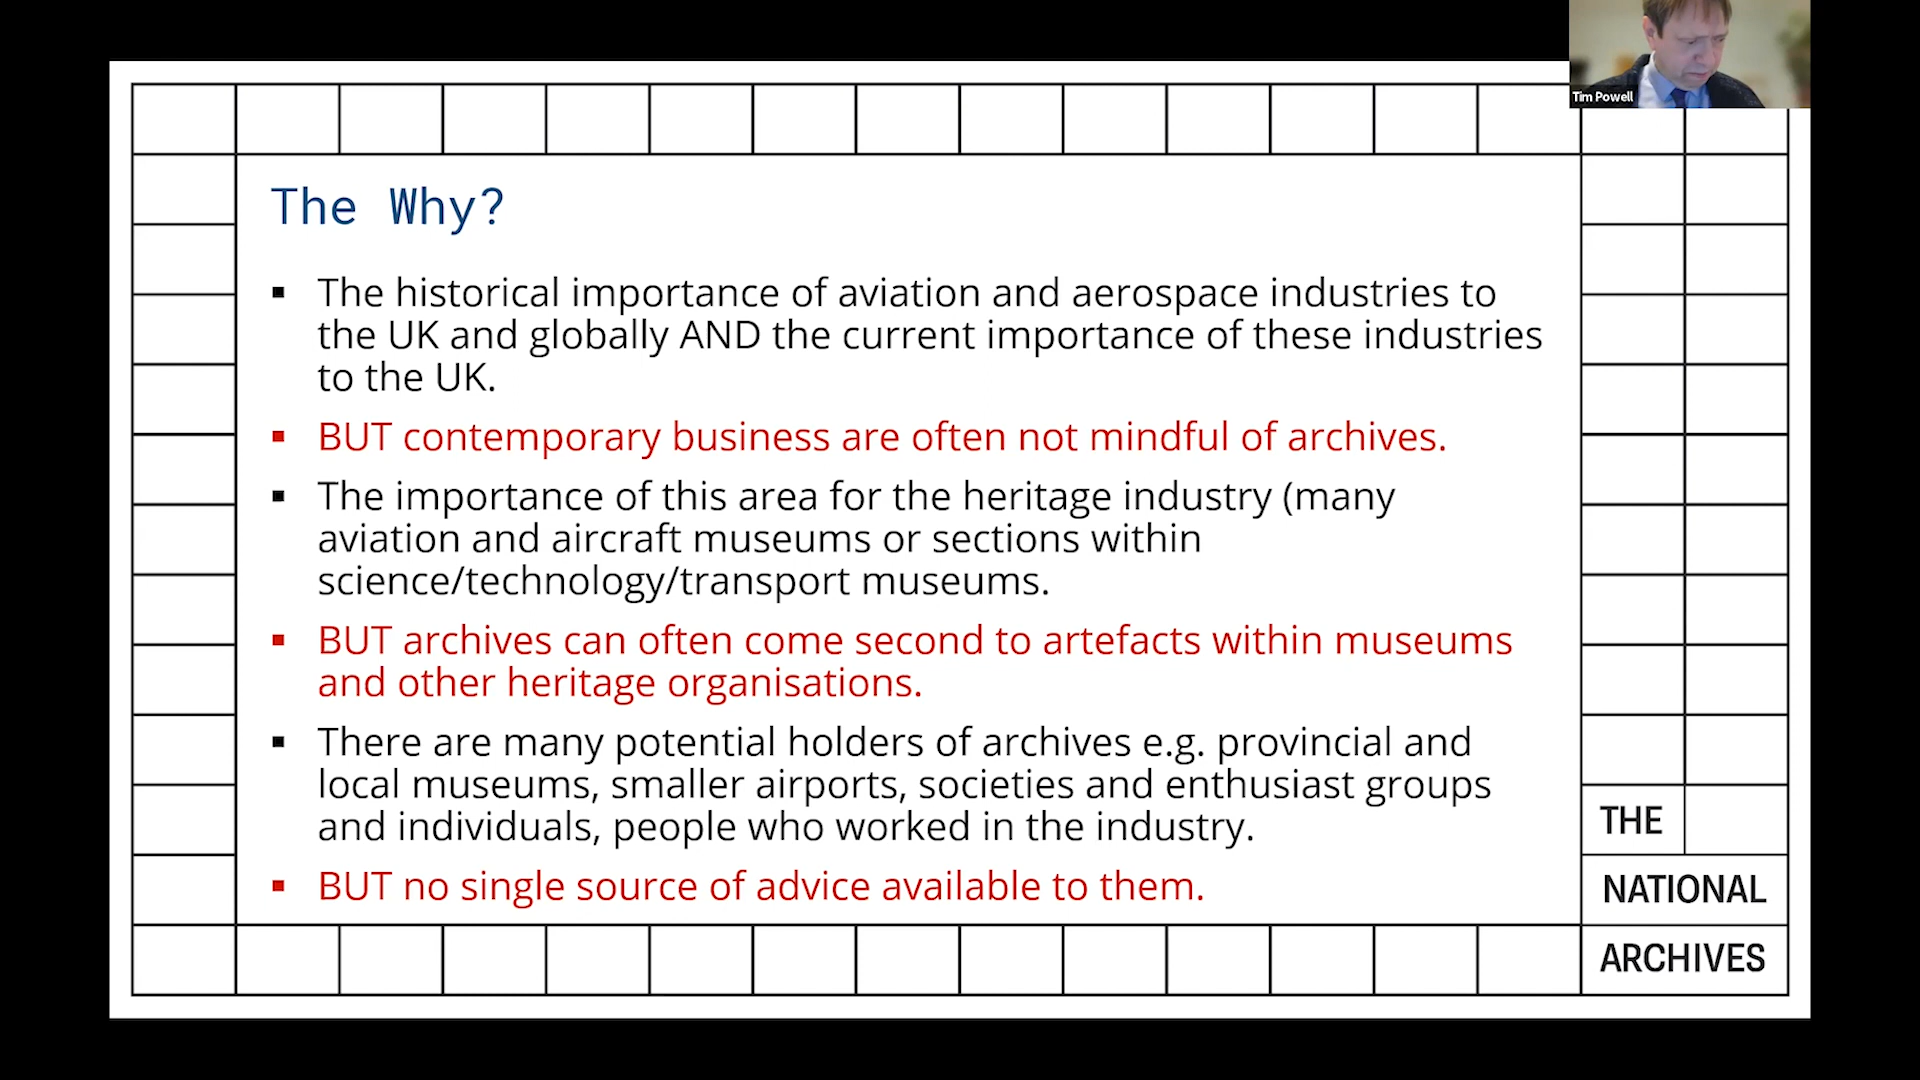 Tim Powell
The Why?
▪ The historical importance of aviation and aerospace industries to
the UK and globally AND the current importance of these industries
to the UK.
▪ BUT contemporary business are often not mindful of archives.
▪ The importance of this area for the heritage industry (many
aviation and aircraft museums or sections within
science/technology/transport museums.
▪ BUT archives can often come second to artefacts within museums
and other heritage organisations.
▪ There are many potential holders of archives e.g. provincial and
local museums, smaller airports, societies and enthusiast groups
and individuals, people who worked in the industry.
▪ BUT no single source of advice available to them.
THE
NATIONAL
ARCHIVES